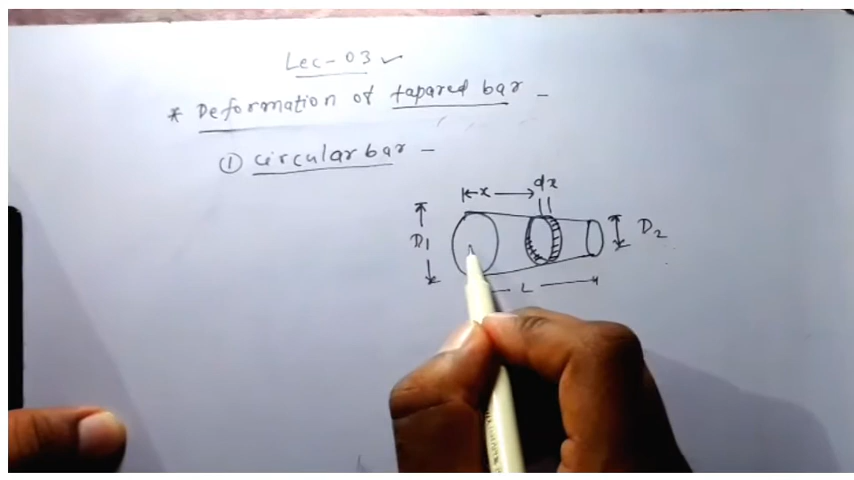 Lec-03 ✓
* Deformation of tapared bar -
① circular bar -
x dx
D1
D2
L